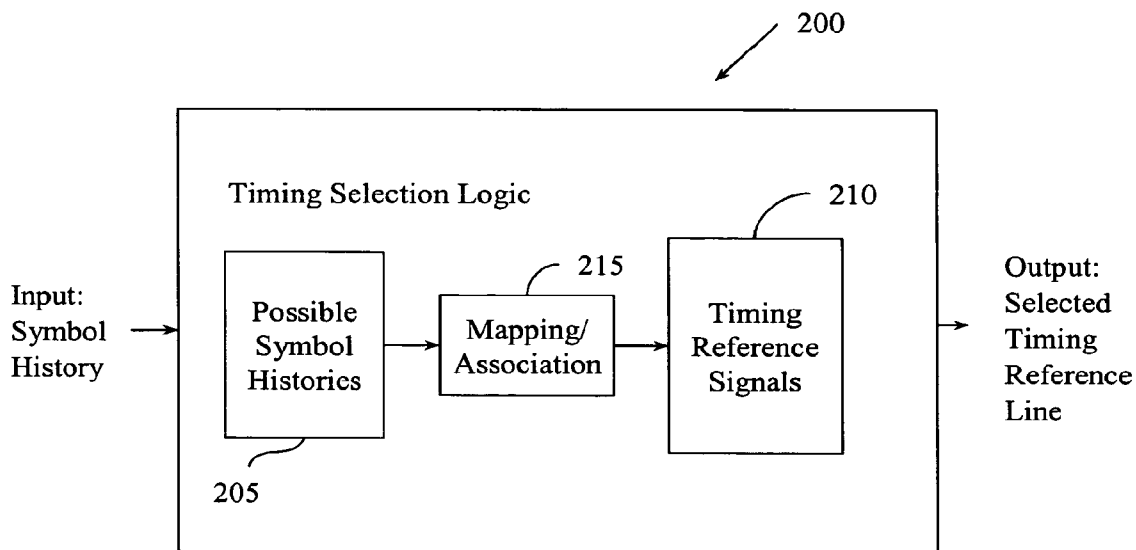 200
Timing Selection Logic
210
215
Input:
Symbol
History
Possible
Symbol
Histories
Mapping/
Association
Timing
Reference
Signals
Output:
Selected
Timing
Reference
Line
205